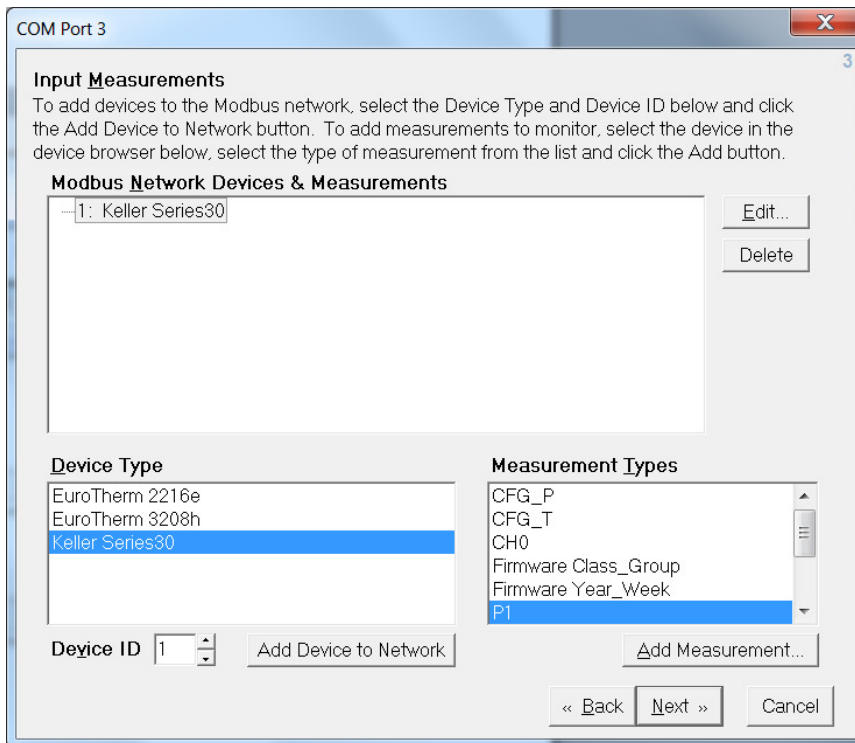 COM Port 3
X
3
Input Measurements
To add devices to the Modbus network, select the Device Type and Device ID below and click
the Add Device to Network button. To add measurements to monitor, select the device in the
device browser below, select the type of measurement from the list and click the Add button.
Modbus Network Devices & Measurements
1: Keller Series30
Edit...
Delete
Device Type
EuroTherm 2216e
EuroTherm 3208h
Keller Series30
Measurement Types
CFG_P
CFG_T
CH0
Firmware Class_Group
Firmware Year_Week
P1
Device ID 1 Add Device to Network
Add Measurement...
« Back Next » Cancel